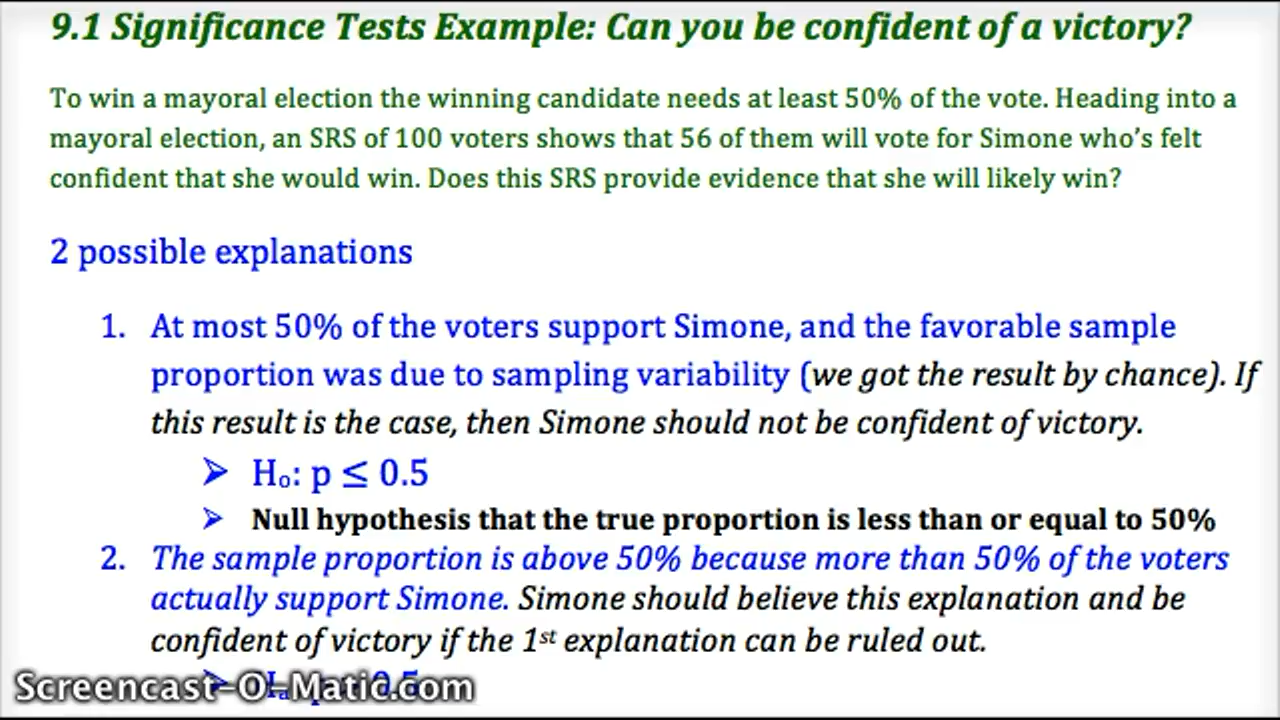 9.1 Significance Tests Example: Can you be confident of a victory?
To win a mayoral election the winning candidate needs at least 50% of the vote. Heading into a
mayoral election, an SRS of 100 voters shows that 56 of them will vote for Simone who's felt
confident that she would win. Does this SRS provide evidence that she will likely win?
2 possible explanations
1. At most 50% of the voters support Simone, and the favorable sample
proportion was due to sampling variability (we got the result by chance). If
this result is the case, then Simone should not be confident of victory.
➢ Hₒ: p ≤ 0.5
➢ Null hypothesis that the true proportion is less than or equal to 50%
2. The sample proportion is above 50% because more than 50% of the voters
actually support Simone. Simone should believe this explanation and be
confident of victory if the 1st explanation can be ruled out.
Screencast-O-Matic.com